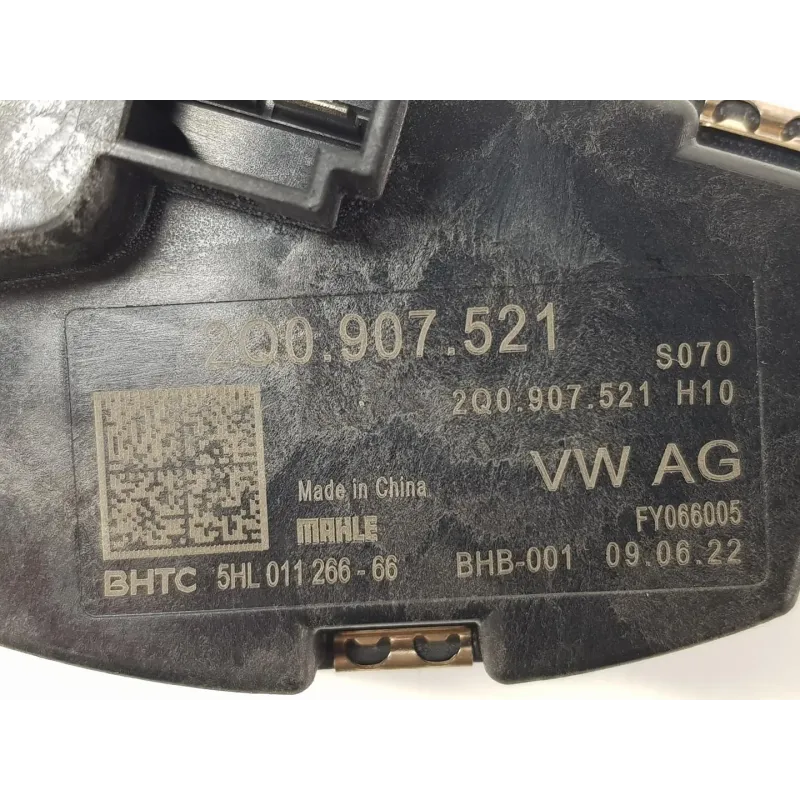 2Q0.907.521
S070
2Q0.907.521 H10
VW AG
Made in China
MAHLE
FY066005
BHTC 5HL 011 266-66
BHB-001 09.06.22